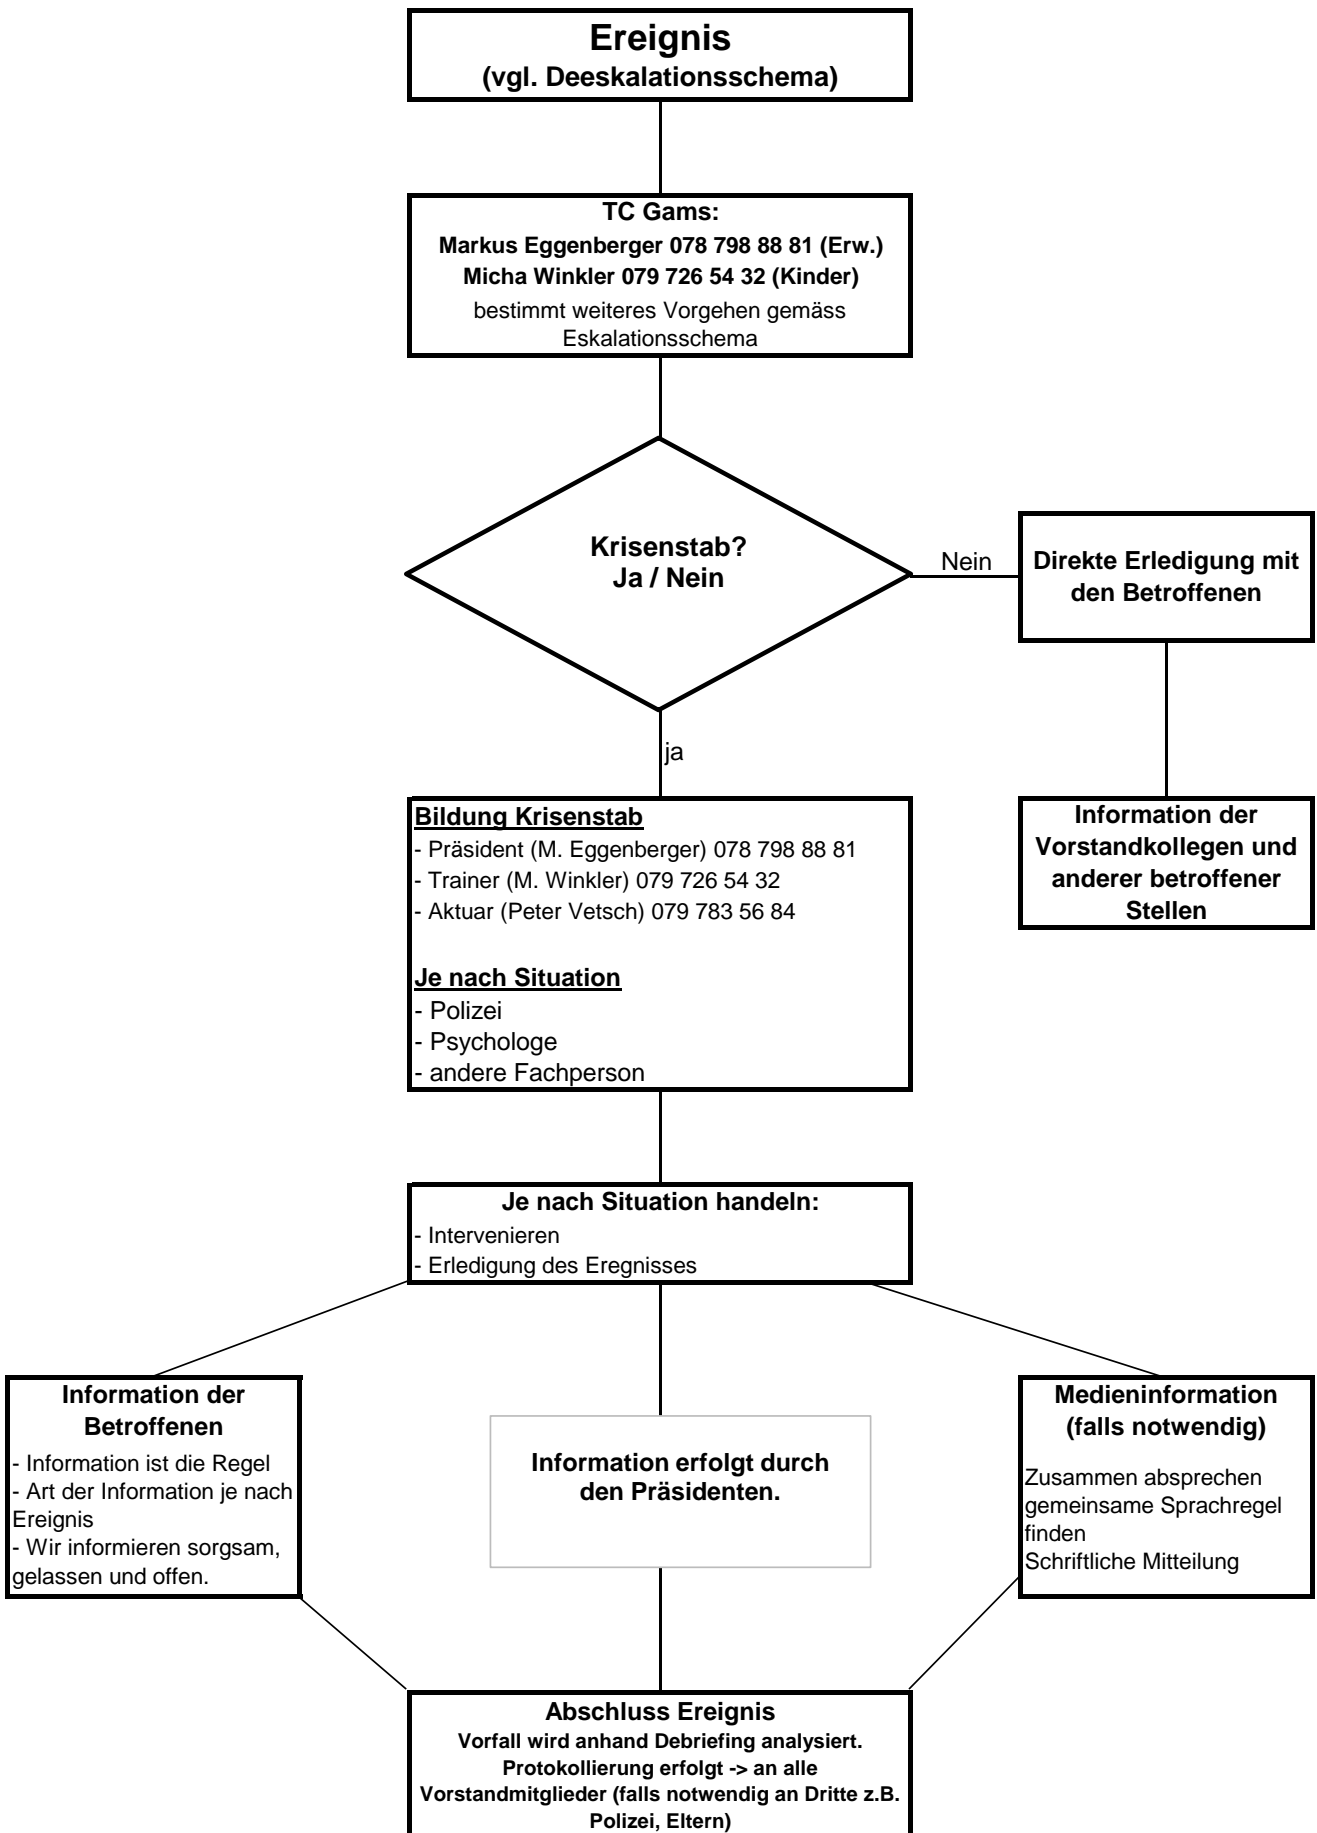 Ereignis
(vgl. Deeskalationsschema)
TC Gams:
Markus Eggenberger 078 798 88 81 (Erw.)
Micha Winkler 079 726 54 32 (Kinder)
bestimmt weiteres Vorgehen gemäss
Eskalationsschema
Krisenstab?
Ja / Nein
Nein
Direkte Erledigung mit
den Betroffenen
ja
Bildung Krisenstab
- Präsident (M. Eggenberger) 078 798 88 81
- Trainer (M. Winkler) 079 726 54 32
- Aktuar (Peter Vetsch) 079 783 56 84
Je nach Situation
- Polizei
- Psychologe
- andere Fachperson
Information der
Vorstandkollegen und
anderer betroffener
Stellen
Je nach Situation handeln:
- Intervenieren
- Erledigung des Eregnisses
Information der
Betroffenen
- Information ist die Regel
- Art der Information je nach
Ereignis
- Wir informieren sorgsam,
gelassen und offen.
Information erfolgt durch
den Präsidenten.
Medieninformation
(falls notwendig)
Zusammen absprechen
gemeinsame Sprachregel
finden
Schriftliche Mitteilung
Abschluss Ereignis
Vorfall wird anhand Debriefing analysiert.
Protokollierung erfolgt -> an alle
Vorstandmitglieder (falls notwendig an Dritte z.B.
Polizei, Eltern)